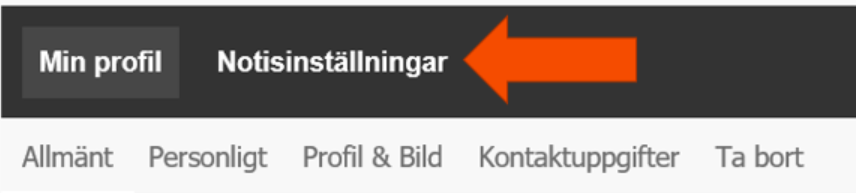 Min profil Notisinställningar
Allmänt Personligt Profil & Bild Kontaktuppgifter Ta bort